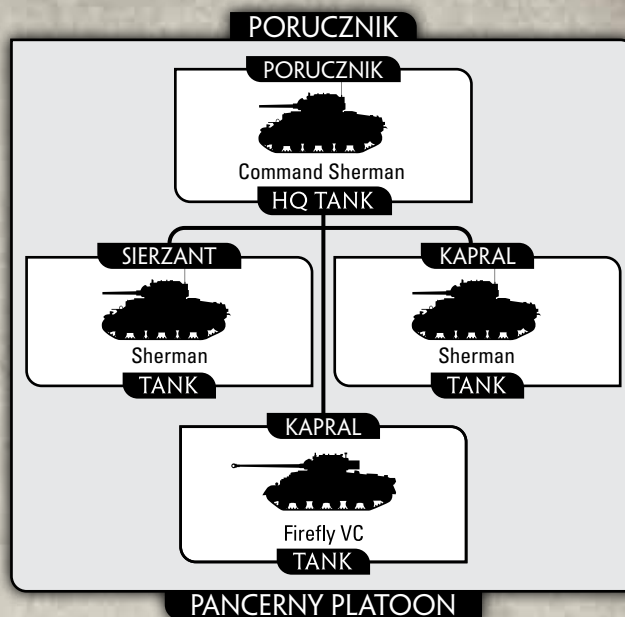 PORUCZNIK
PORUCZNIK
Command Sherman
HQ TANK
SIERZANT
Sherman
TANK
KAPRAL
Sherman
TANK
KAPRAL
Firefly VC
TANK
PANCERNY PLATOON